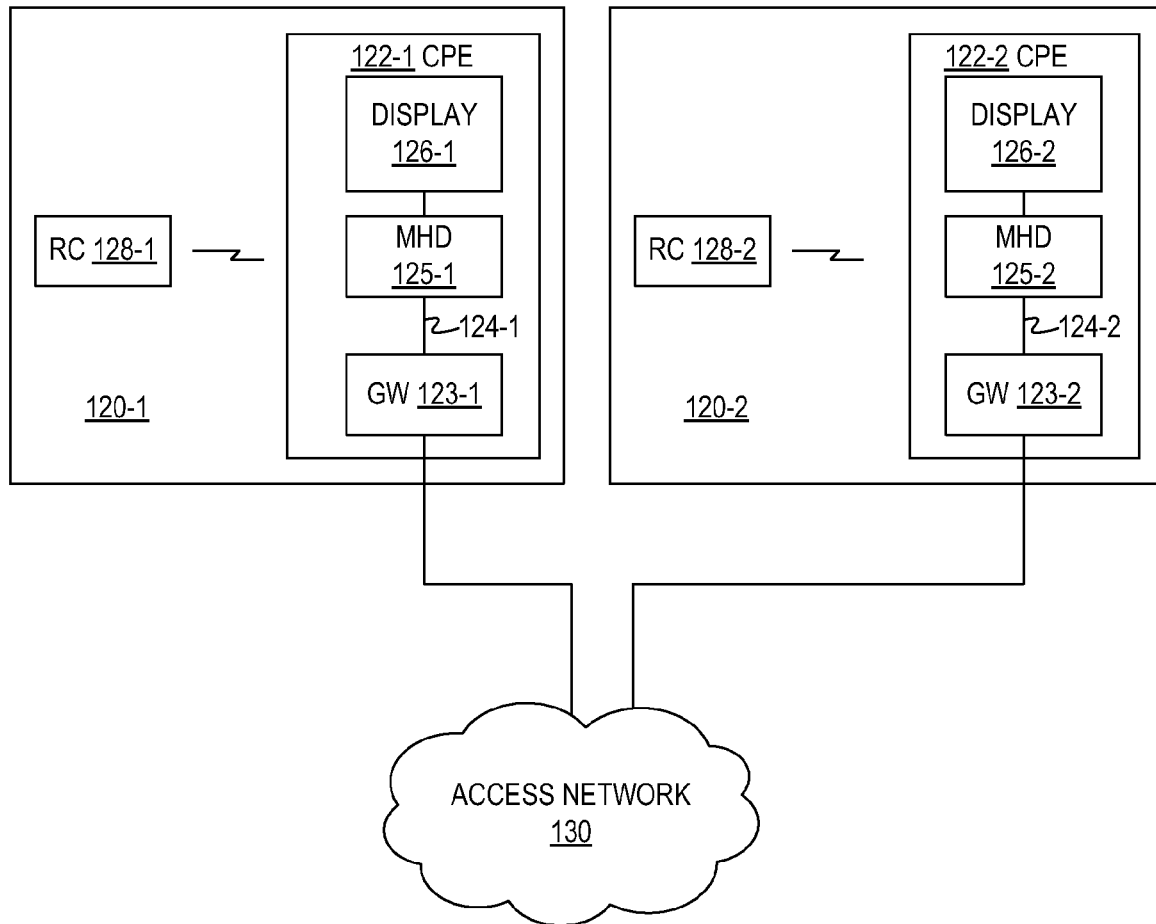 122-1 CPE
DISPLAY
126-1
RC 128-1
MHD
125-1
124-1
GW 123-1
120-1
122-2 CPE
DISPLAY
126-2
RC 128-2
MHD
125-2
124-2
GW 123-2
120-2
ACCESS NETWORK
130